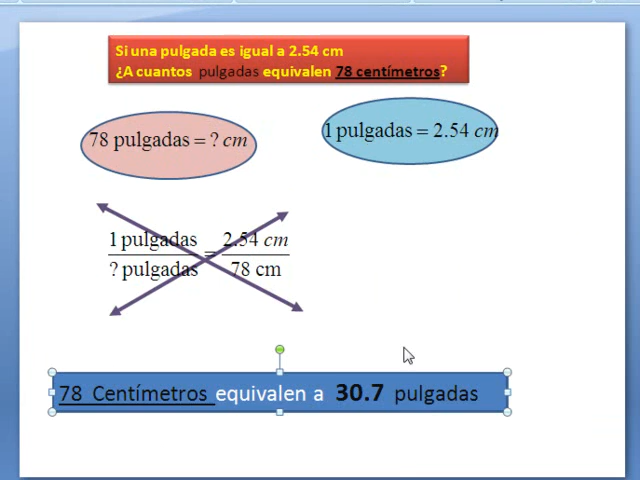 Si una pulgada es igual a 2.54 cm
¿A cuantos pulgadas equivalen 78 centímetros?
78 pulgadas = ? cm
1 pulgadas = 2.54 cm
1 pulgadas = 2.54 cm
? pulgadas 78 cm
78 Centímetros equivalen a 30.7 pulgadas